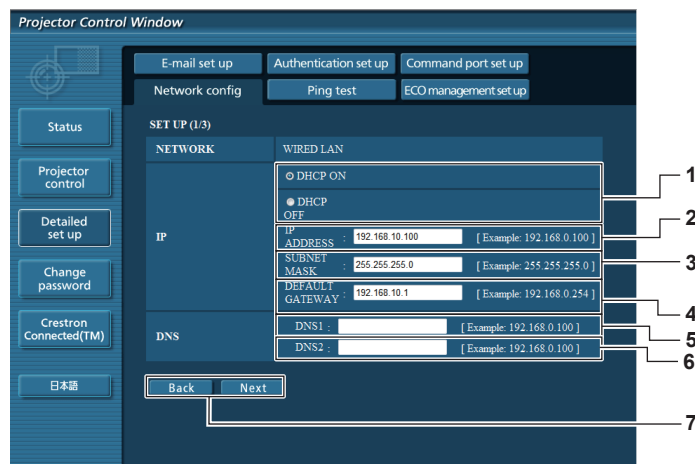 Projector Control Window
E-mail set up Authentication set up Command port set up
Network config Ping test ECO management set up
Status
Projector control
Detailed set up
Change password
Crestron Connected(TM)
日本語
SET UP (1/3)
NETWORK WIRED LAN
IP
DHCP ON
DHCP OFF
IP ADDRESS : 192.168.10.100 [ Example: 192.168.0.100 ]
SUBNET MASK : 255.255.255.0 [ Example: 255.255.255.0 ]
DEFAULT GATEWAY : 192.168.10.1 [ Example: 192.168.0.254 ]
DNS
DNS1 : [ Example: 192.168.0.100 ]
DNS2 : [ Example: 192.168.0.100 ]
Back Next
1
2
3
4
5
6
7